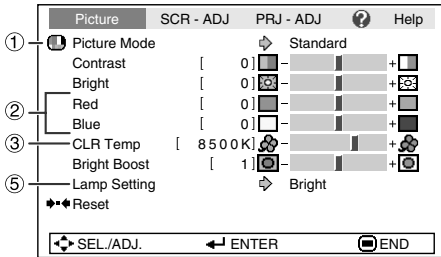 Picture SCR - ADJ PRJ - ADJ ? Help
① Picture Mode Standard
Contrast [ 0] - +
Bright [ 0] - +
② Red [ 0] - +
Blue [ 0] - +
③ CLR Temp [ 8500K] - +
Bright Boost [ 1] - +
⑤ Lamp Setting Bright
Reset
SEL./ADJ. ENTER END